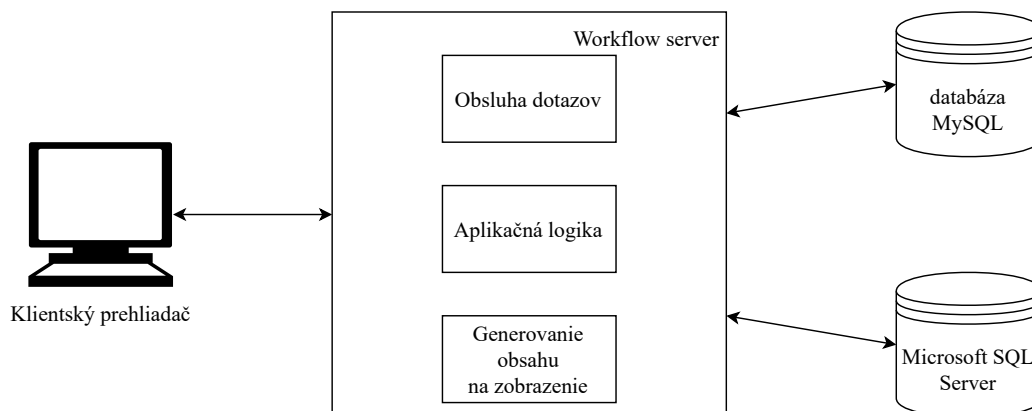 Workflow server
Obsluha dotazov
databáza
MySQL
Aplikačná logika
Klientský prehliadač
Generovanie
obsahu
na zobrazenie
Microsoft SQL
Server